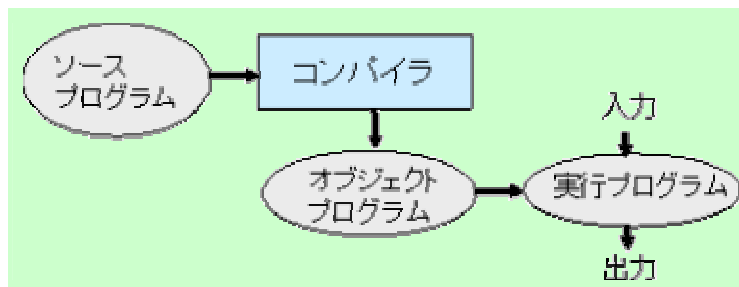 ソース
プログラム
コンパイラ
入力
オブジェクト
プログラム
実行プログラム
出力